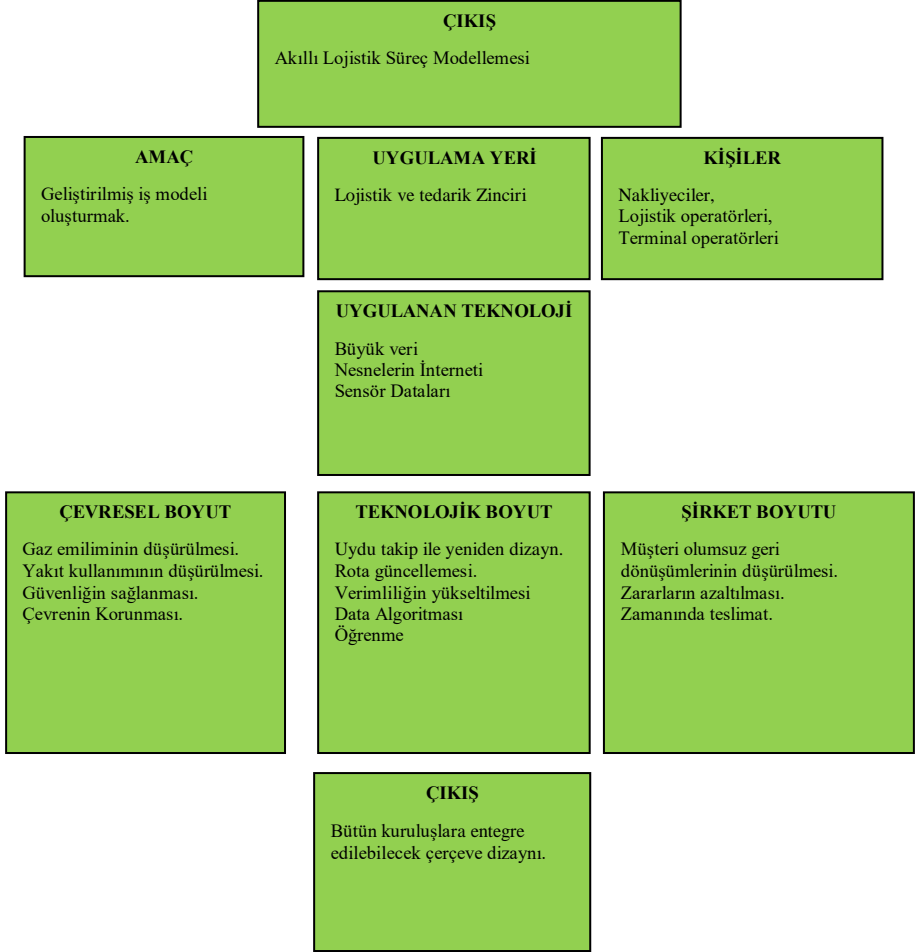 ÇIKIŞ
Akıllı Lojistik Süreç Modellemesi
AMAÇ
Geliştirilmiş iş modeli
oluşturmak.
UYGULAMA YERİ
Lojistik ve tedarik Zinciri
KİŞİLER
Nakliyeciler,
Lojistik operatörleri,
Terminal operatörleri
UYGULANAN TEKNOLOJİ
Büyük veri
Nesnelerin İnterneti
Sensör Dataları
ÇEVRESEL BOYUT
Gaz emiliminin düşürülmesi.
Yakıt kullanımının düşürülmesi.
Güvenliğin sağlanması.
Çevrenin Korunması.
TEKNOLOJİK BOYUT
Uydu takip ile yeniden dizayn.
Rota güncellemesi.
Verimliliğin yükseltilmesi
Data Algoritması
Öğrenme
ŞİRKET BOYUTU
Müşteri olumsuz geri
dönüşümlerinin düşürülmesi.
Zararların azaltılması.
Zamanında teslimat.
ÇIKIŞ
Bütün kuruluşlara entegre
edilebilecek çerçeve dizaynı.